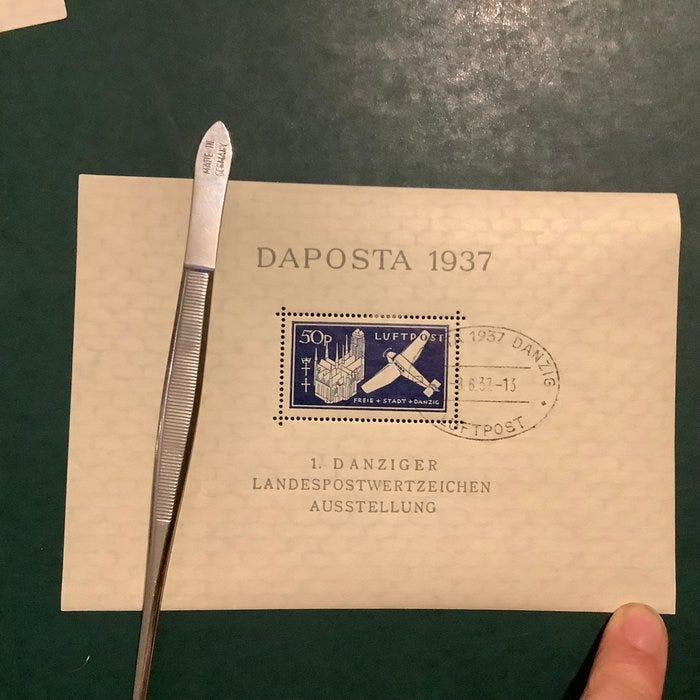 MADE IN
GERMANY
DAPOSTA 1937
50P
LUFTPOST
FREIE + STADT + DANZIG
1937 DANZIG
.6.37-13
LUFTPOST
1. DANZIGER
LANDESPOSTWERTZEICHEN
AUSSTELLUNG